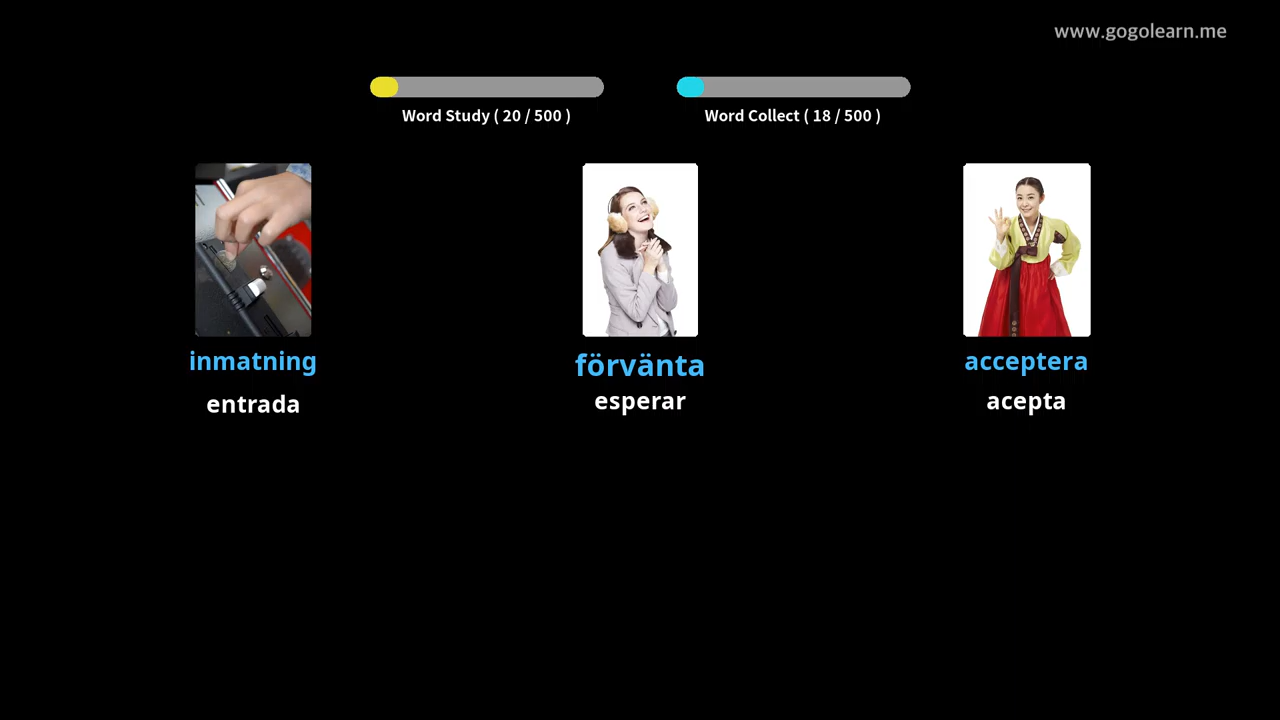 www.gogolearn.me
Word Study ( 20 / 500 )
Word Collect ( 18 / 500 )
inmatning
förvänta
acceptera
entrada
esperar
acepta